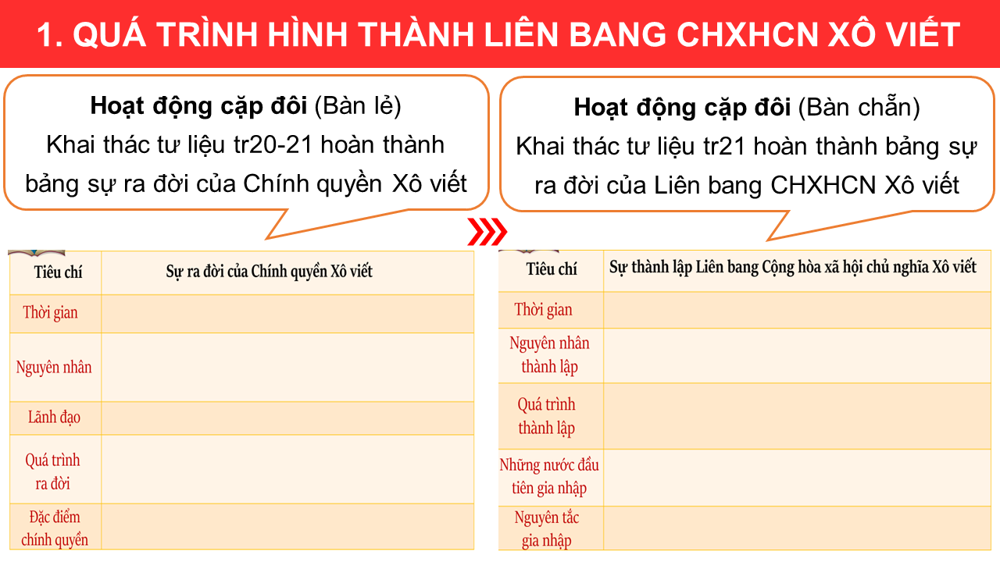 1. QUÁ TRÌNH HÌNH THÀNH LIÊN BANG CHXHCN XÔ VIẾT
Hoạt động cặp đôi (Bàn lẻ)
Khai thác tư liệu tr20-21 hoàn thành
bảng sự ra đời của Chính quyền Xô viết
Hoạt động cặp đôi (Bàn chẵn)
Khai thác tư liệu tr21 hoàn thành bảng sự
ra đời của Liên bang CHXHCN Xô viết
Tiêu chí
Sự ra đời của Chính quyền Xô viết
Thời gian
Nguyên nhân
Lãnh đạo
Quá trình
ra đời
Đặc điểm
chính quyền
Tiêu chí
Sự thành lập Liên bang Cộng hòa xã hội chủ nghĩa Xô viết
Thời gian
Nguyên nhân
thành lập
Quá trình
thành lập
Những nước đầu
tiên gia nhập
Nguyên tắc
gia nhập